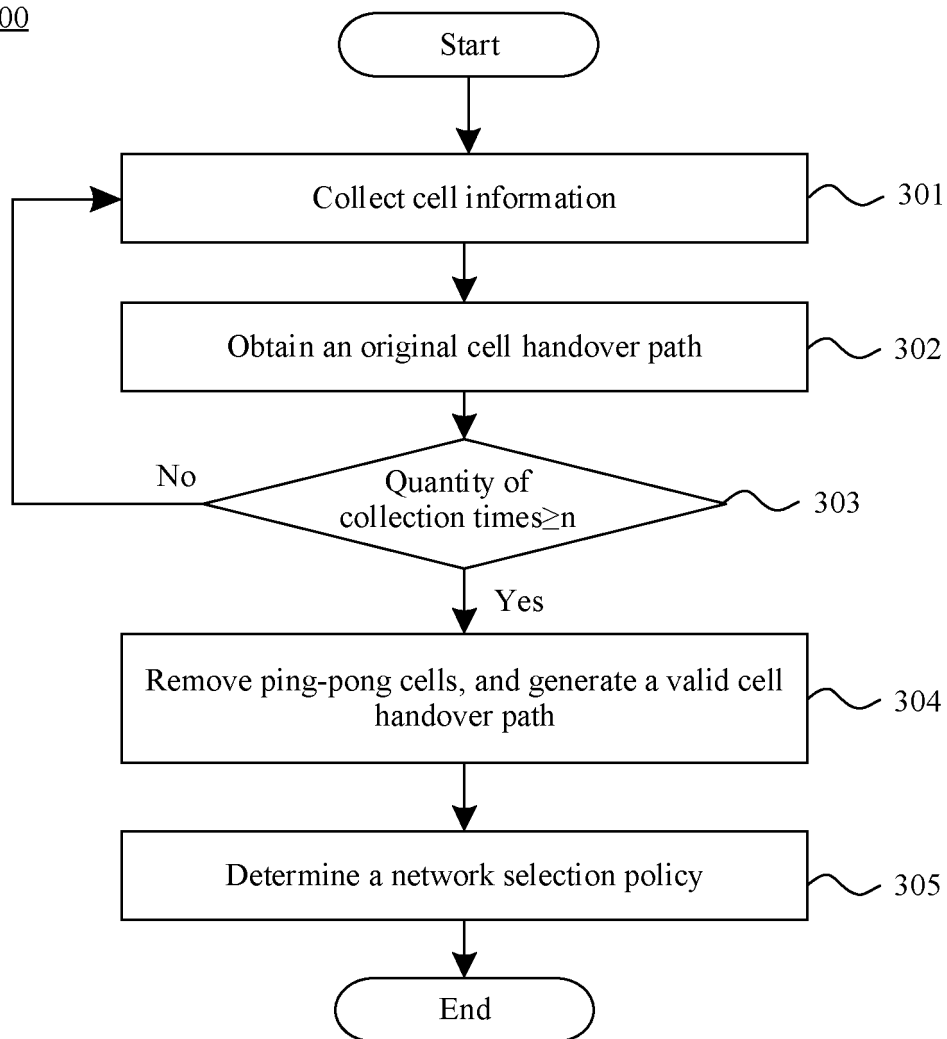 00
Start
Collect cell information
301
Obtain an original cell handover path
302
No
Quantity of
collection times≥n
303
Yes
Remove ping-pong cells, and generate a valid cell
handover path
304
Determine a network selection policy
305
End